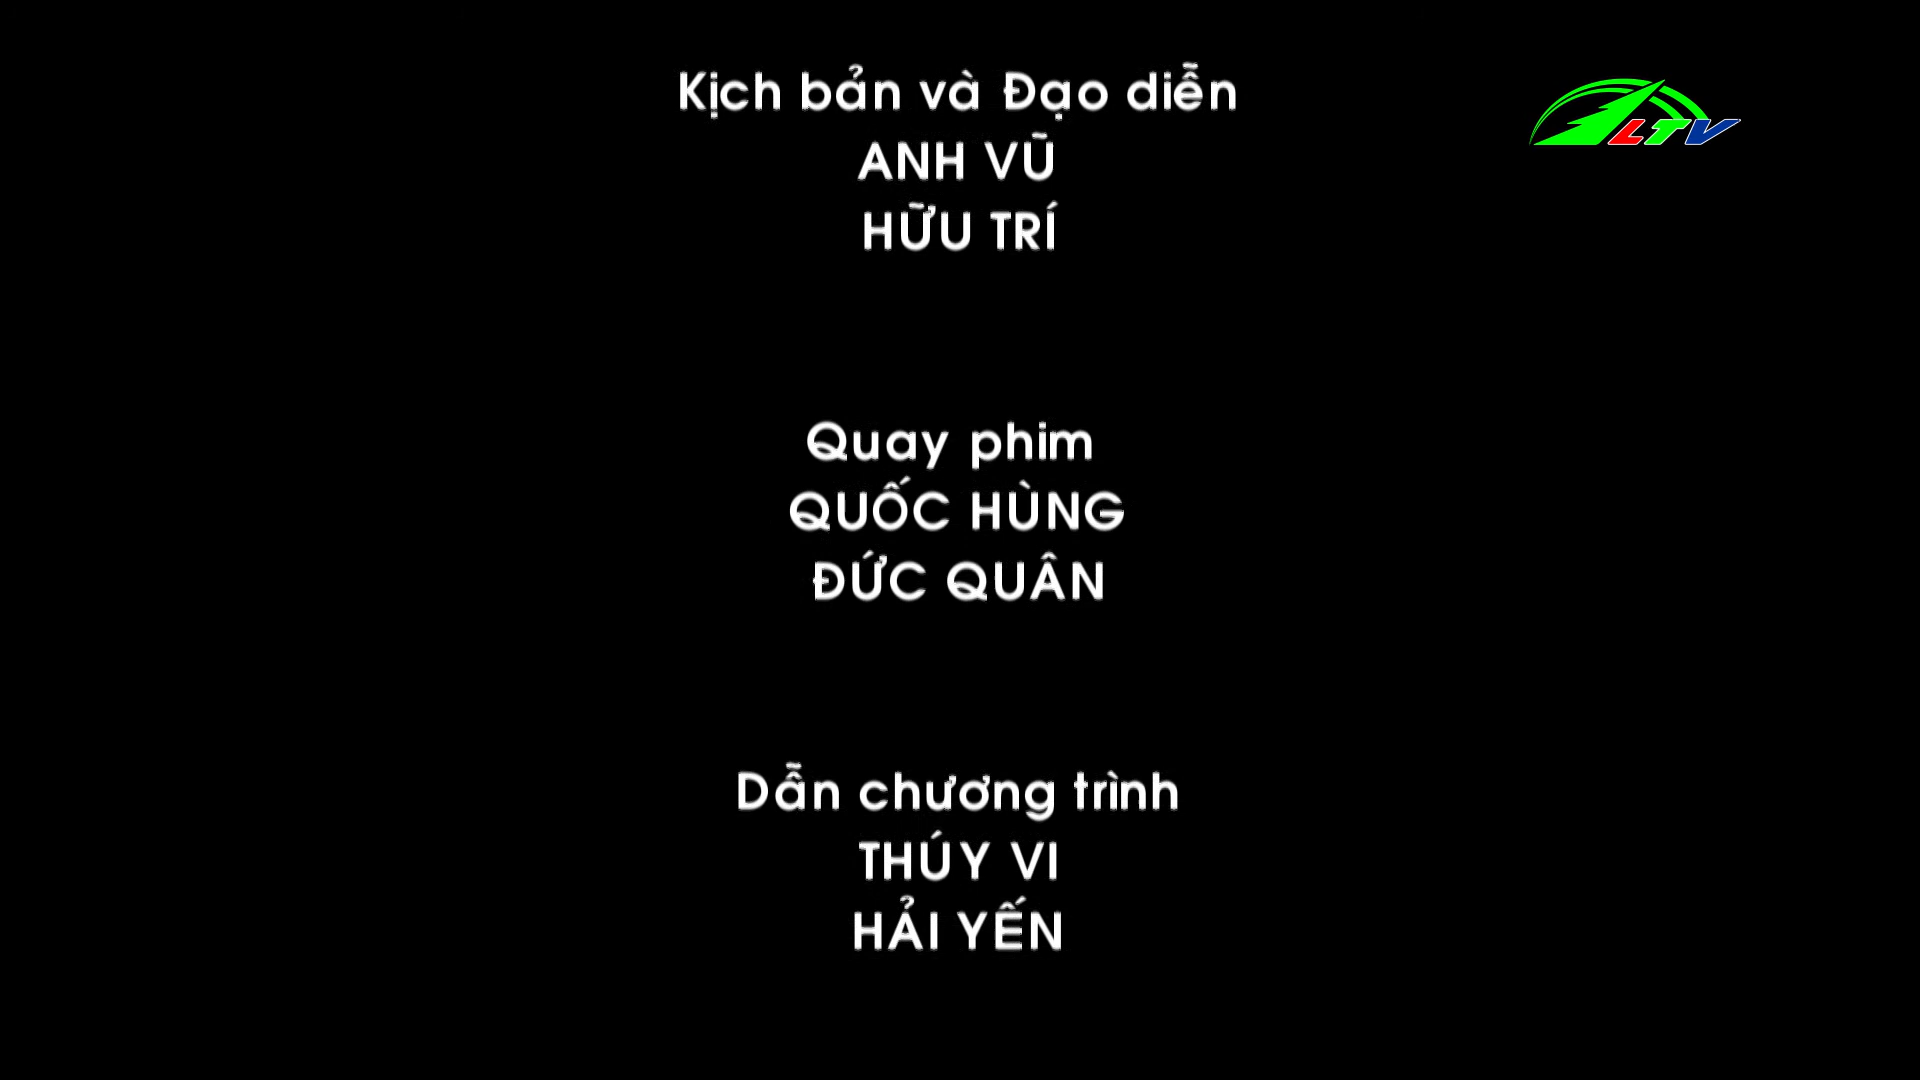 Kịch bản và Đạo diễn
LTV
ANH VŨ
HỮU TRÍ
Quay phim
QUỐC HÙNG
ĐỨC QUÂN
Dẫn chương trình
THÚY VI
HẢI YẾN